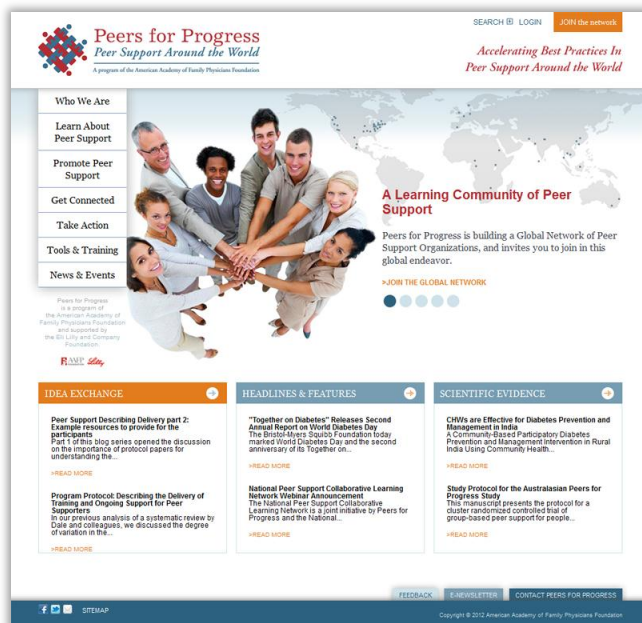 SEARCH LOGIN JOIN the network
Peers for Progress
Peer Support Around the World
A program of the American Academy of Family Physicians Foundation
Accelerating Best Practices In
Peer Support Around the World
Who We Are
Learn About
Peer Support
Promote Peer
Support
Get Connected
Take Action
Tools & Training
News & Events
Peers for Progress
is a program of
the American Academy of
Family Physicians Foundation
and supported by
the Eli Lilly and Company
Foundation.
Lilly
A Learning Community of Peer
Support
Peers for Progress is building a Global Network of Peer
Support Organizations, and invites you to join in this
global endeavor.
>JOIN THE GLOBAL NETWORK
IDEA EXCHANGE
Peer Support Describing Delivery part 2:
Example resources to provide for the
participants
Part 1 of this blog series opened the discussion
on the importance of protocol papers for
understanding the...
>READ MORE
Program Protocol: Describing the Delivery of
Training and Ongoing Support for Peer
Supporters
In our previous analysis of a systematic review by
Dale and colleagues, we discussed the degree
of variation in the...
>READ MORE
HEADLINES & FEATURES
"Together on Diabetes" Releases Second
Annual Report on World Diabetes Day
The Bristol-Myers Squibb Foundation today
marked World Diabetes Day and the second
anniversary of its Together on...
>READ MORE
National Peer Support Collaborative Learning
Network Webinar Announcement
The National Peer Support Collaborative
Learning Network is a joint initiative by Peers for
Progress and the National...
>READ MORE
SCIENTIFIC EVIDENCE
CHWs are Effective for Diabetes Prevention and
Management in India
A Community-Based Participatory Diabetes
Prevention and Management Intervention in Rural
India Using Community Health...
>READ MORE
Study Protocol for the Australasian Peers for
Progress Study
This manuscript presents the protocol for a
cluster randomized controlled trial of
group-based peer support for people...
>READ MORE
FEEDBACK E-NEWSLETTER CONTACT PEERS FOR PROGRESS
SITEMAP
Copyright © 2012 American Academy of Family Physicians Foundation